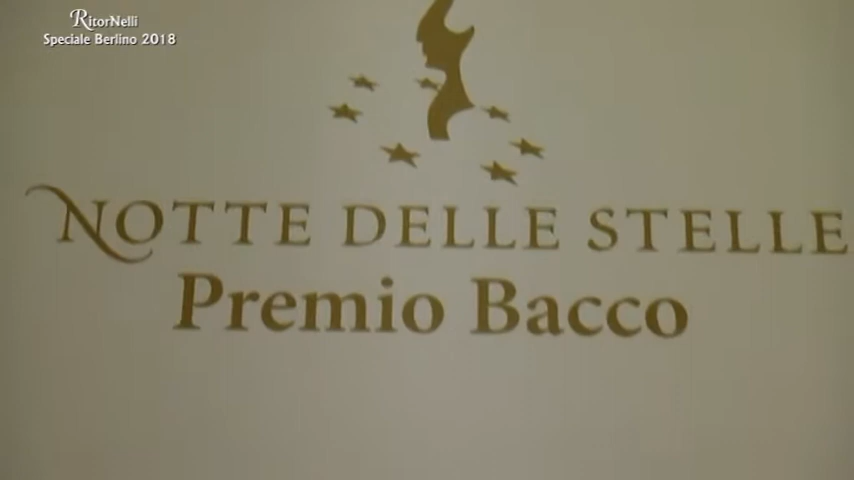 RitorNelli
Speciale Berlino 2018
NOTTE DELLE STELLE
Premio Bacco